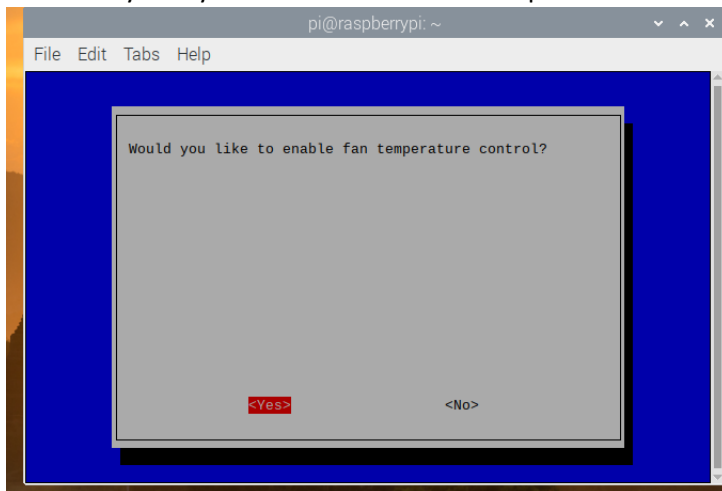 pi@raspberrypi: ~
File Edit Tabs Help
Would you like to enable fan temperature control?
<Yes> <No>